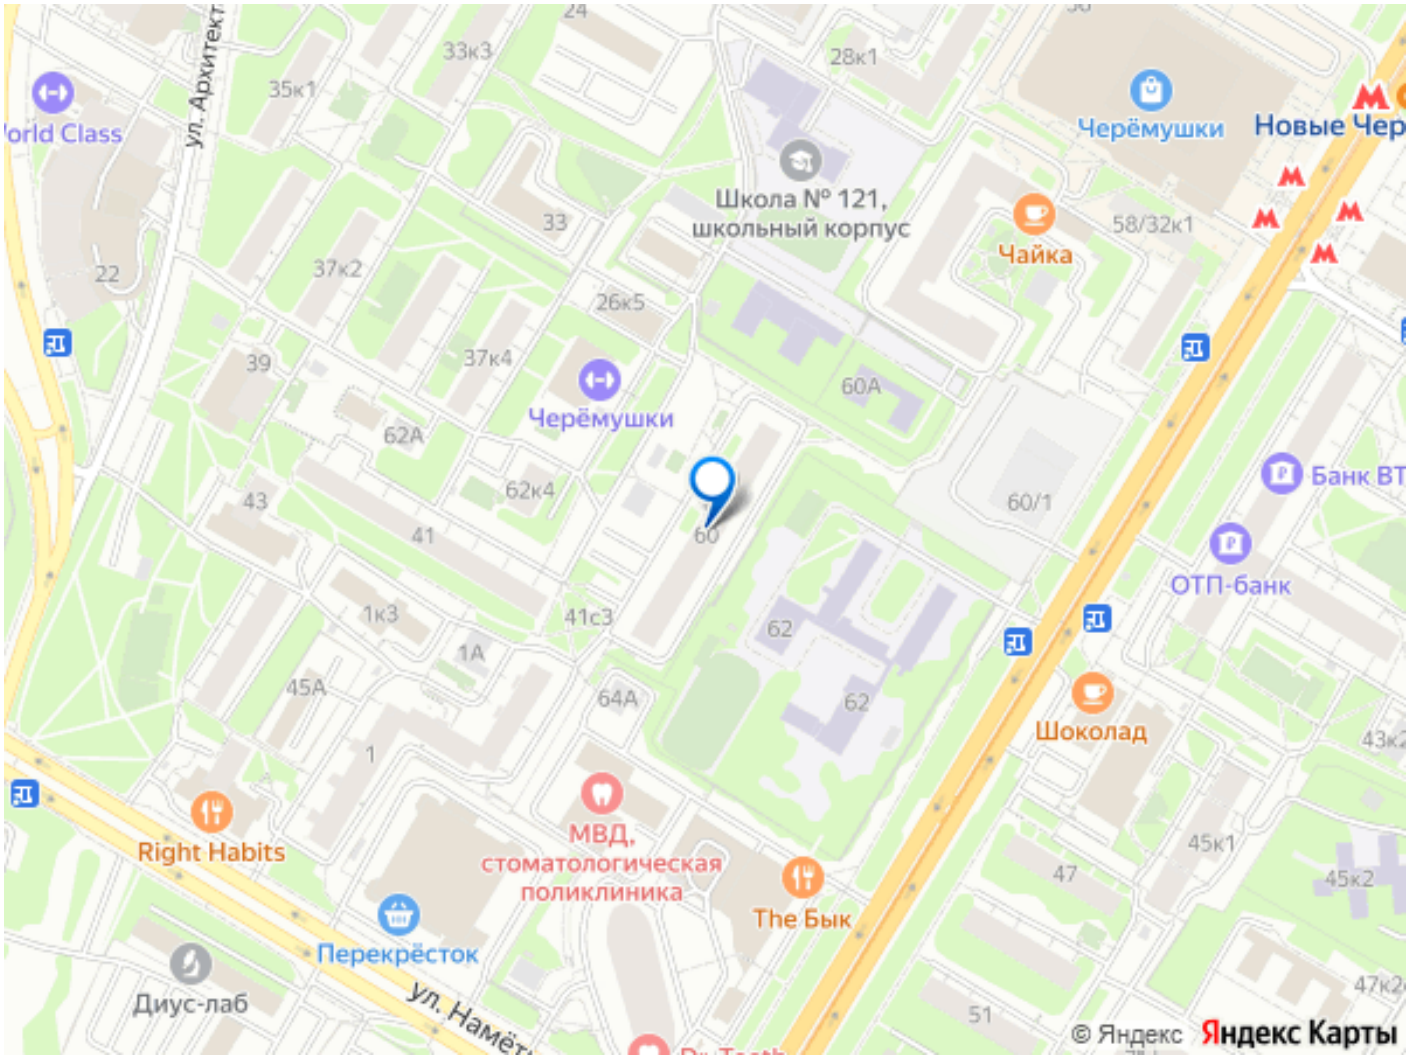 24
33к3
28к1
35к1
ул. Архитект
Черёмушки
Новые Чер
orld Class
Школа № 121,
школьный корпус
33
58/32к1
Чайка
37к2
22
26к5
39
37к4
60А
Черёмушки
62А
62к4
43
Банк ВТ
60/1
41
60
ОТП-банк
1к3
41с3
62
1А
45А
64А
62
Шоколад
43к2
1
МВД,
стоматологическая
поликлиника
Right Habits
45к1
47
45к2
The Бык
Перекрёсток
Диус-лаб
ул. Намёт
47к2
51
© Яндекс Яндекс Карты